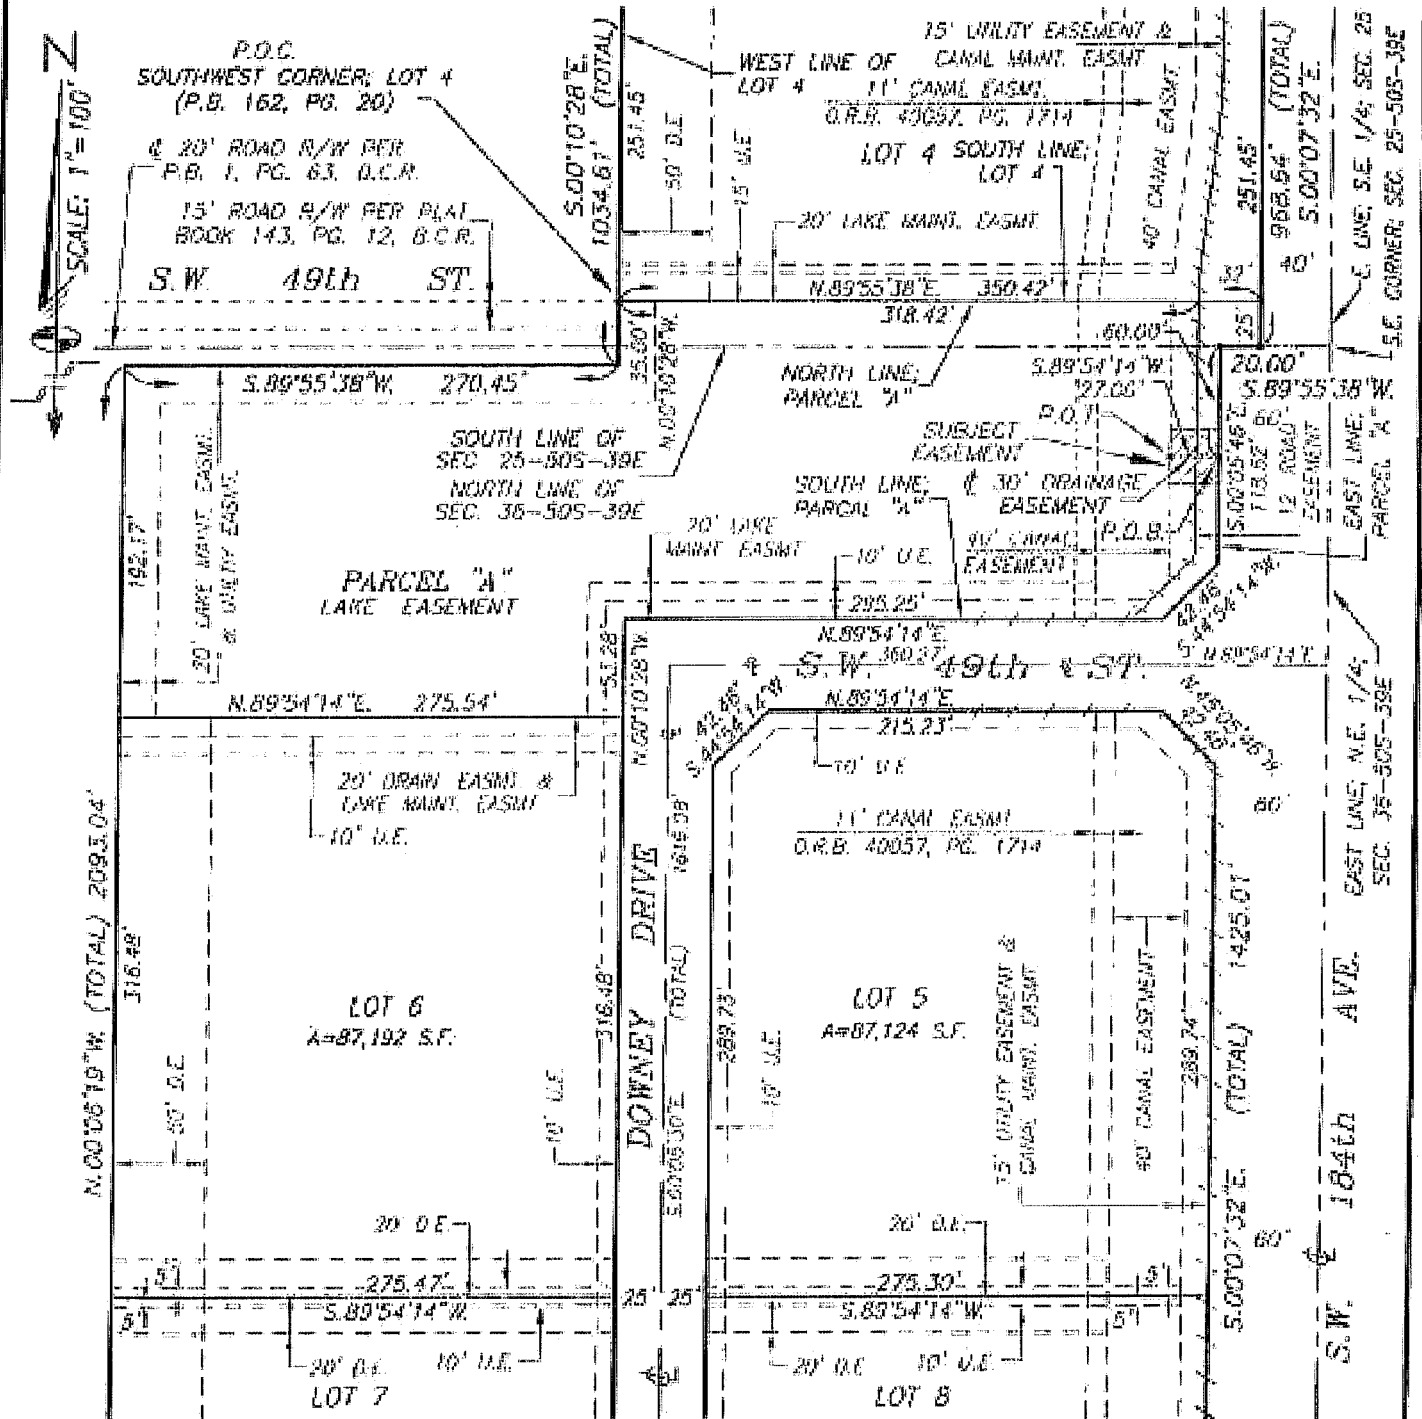 N
SCALE: 1"=100'
P.O.C.
SOUTHWEST CORNER; LOT 4
(P.B. 162, PG. 20)
℄ 20' ROAD R/W PER
P.B. 1, PG. 63, D.C.R.
15' ROAD R/W PER PLAT
BOOK 143, PG. 12, B.C.R.
S.W. 49th ST.
S.00°10'28"E.
1034.61' (TOTAL)
251.45'
50' D.E.
15' U.E.
WEST LINE OF
LOT 4
15' UTILITY EASEMENT &
CANAL MAINT. EASMT
11' CANAL EASMT.
O.R.B. 40057, PG. 1714
LOT 4
SOUTH LINE;
LOT 4
20' LAKE MAINT. EASMT.
40' CANAL EASMT.
251.45'
968.64' (TOTAL)
S.00°07'32"E.
40'
E. LINE; S.E. 1/4; SEC. 25
S.E. CORNER; SEC. 25-50S-39E
N.89°55'38"E. 350.42'
318.42'
25'
35.00'
N.00°10'28"W.
S.89°55'38"W. 270.45'
NORTH LINE;
PARCEL "A"
60.00'
S.89°54'14"W.
27.00'
P.O.T.
20.00'
S.89°55'38"W.
SUBJECT
EASEMENT
SOUTH LINE OF
SEC 25-50S-39E
NORTH LINE OF
SEC. 36-50S-39E
SOUTH LINE;
PARCAL "A"
℄ 30' DRAINAGE
EASEMENT
P.O.B.
40' CANAL
EASEMENT
118.52'
60'
12' ROAD
EASEMENT
EAST LINE;
PARCEL "A"
192.17'
20' LAKE MAINT. EASMT.
& UTILITY EASMT.
20' LAKE
MAINT EASMT
10' U.E.
PARCEL "A"
LAKE EASEMENT
295.25'
N.89°54'14"E.
42.46'
S.44°54'14"W.
360.27'
S.W. 49th ST.
N.89°54'14"E.
53.28'
N.00°10'28"W.
N.89°54'14"E. 275.54'
42.46'
S.44°54'14"W.
N.89°54'14"E.
215.23'
10' U.E.
N.45°05'46"W.
EAST LINE; N.E. 1/4;
SEC. 36-50S-39E
20' DRAIN EASMT. &
LAKE MAINT. EASMT
10' U.E.
11' CANAL EASMT
O.R.B. 40057, PG. 1714
60'
N.00°06'19"W. (TOTAL) 2093.04'
316.48'
LOT 6
A=87,192 S.F.
316.48'
DOWNEY DRIVE
(TOTAL)
289.73'
LOT 5
A=87,124 S.F.
10' U.E.
15' UTILITY EASEMENT &
CANAL MAINT. EASMT
40' CANAL EASEMENT
289.74'
S.00°07'32"E. (TOTAL) 1425.01'
S.W. 184th AVE.
60'
50' D.E.
10' U.E.
20' D.E.
20' D.E.
5'
275.47'
S.89°54'14"W.
5'
25' 25'
275.30'
S.89°54'14"W.
5'
5'
20' D.E.
10' U.E.
20' D.E.
10' U.E.
LOT 7
LOT 8